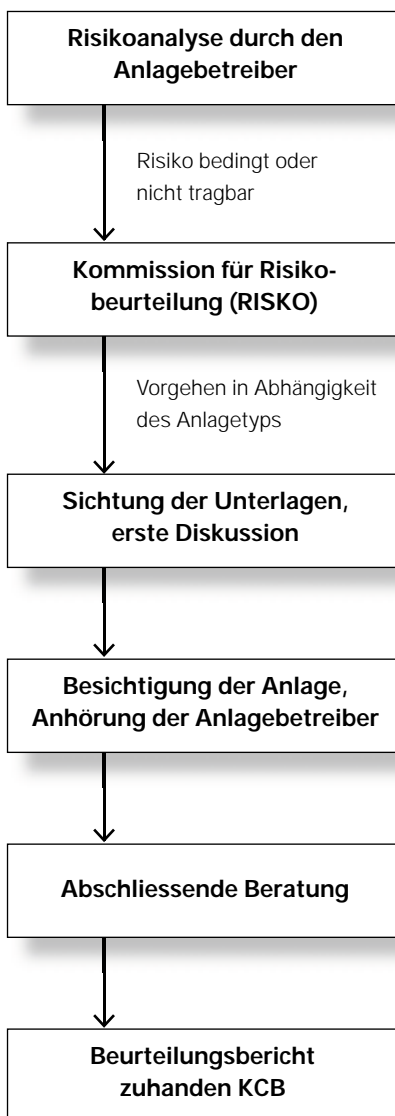 Risikoanalyse durch den
Anlagebetreiber
Risiko bedingt oder
nicht tragbar
Kommission für Risiko-
beurteilung (RISKO)
Vorgehen in Abhängigkeit
des Anlagetyps
Sichtung der Unterlagen,
erste Diskussion
Besichtigung der Anlage,
Anhörung der Anlagebetreiber
Abschliessende Beratung
Beurteilungsbericht
zuhanden KCB